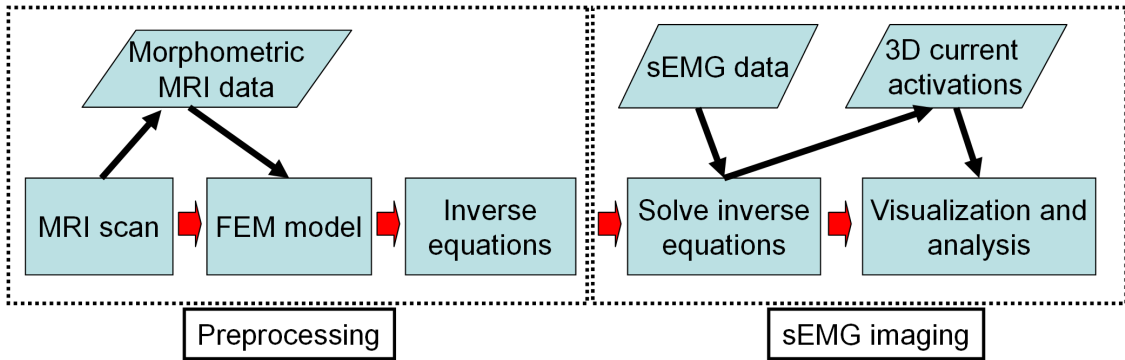 Morphometric
MRI data
MRI scan
FEM model
Inverse
equations
Preprocessing
sEMG data
3D current
activations
Solve inverse
equations
Visualization and
analysis
sEMG imaging